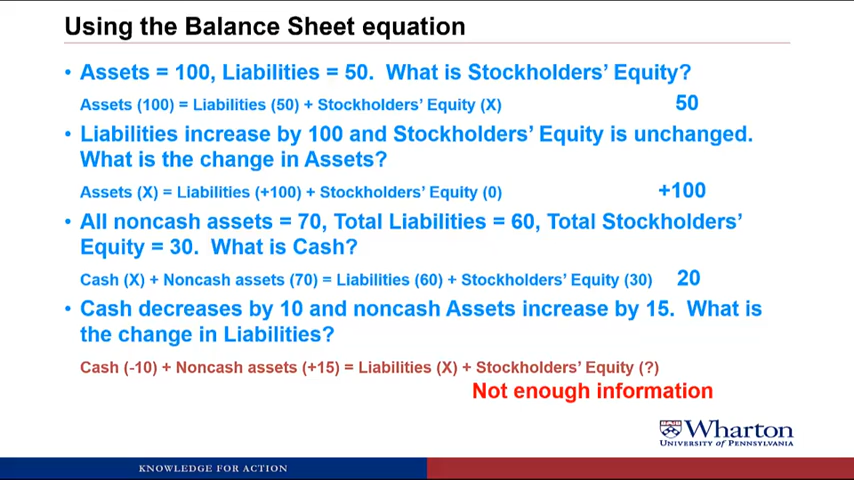 Using the Balance Sheet equation
• Assets = 100, Liabilities = 50. What is Stockholders' Equity?
Assets (100) = Liabilities (50) + Stockholders' Equity (X) 50
• Liabilities increase by 100 and Stockholders' Equity is unchanged.
What is the change in Assets?
Assets (X) = Liabilities (+100) + Stockholders' Equity (0) +100
• All noncash assets = 70, Total Liabilities = 60, Total Stockholders'
Equity = 30. What is Cash?
Cash (X) + Noncash assets (70) = Liabilities (60) + Stockholders' Equity (30) 20
• Cash decreases by 10 and noncash Assets increase by 15. What is
the change in Liabilities?
Cash (-10) + Noncash assets (+15) = Liabilities (X) + Stockholders' Equity (?)
Not enough information
Wharton
UNIVERSITY of PENNSYLVANIA
KNOWLEDGE FOR ACTION